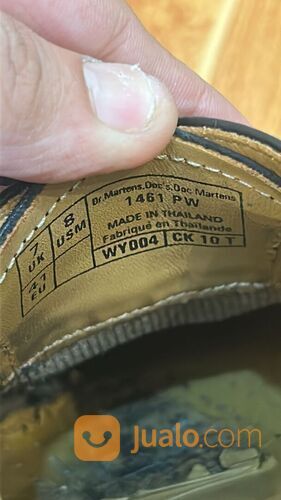 7 UK
8 USM
41 EU
Dr.Martens.Doc's.Doc Martens
1461 PW
MADE IN THAILAND
Fabriqué en Thaïlande
WY004 CK 10 T
jualo.com